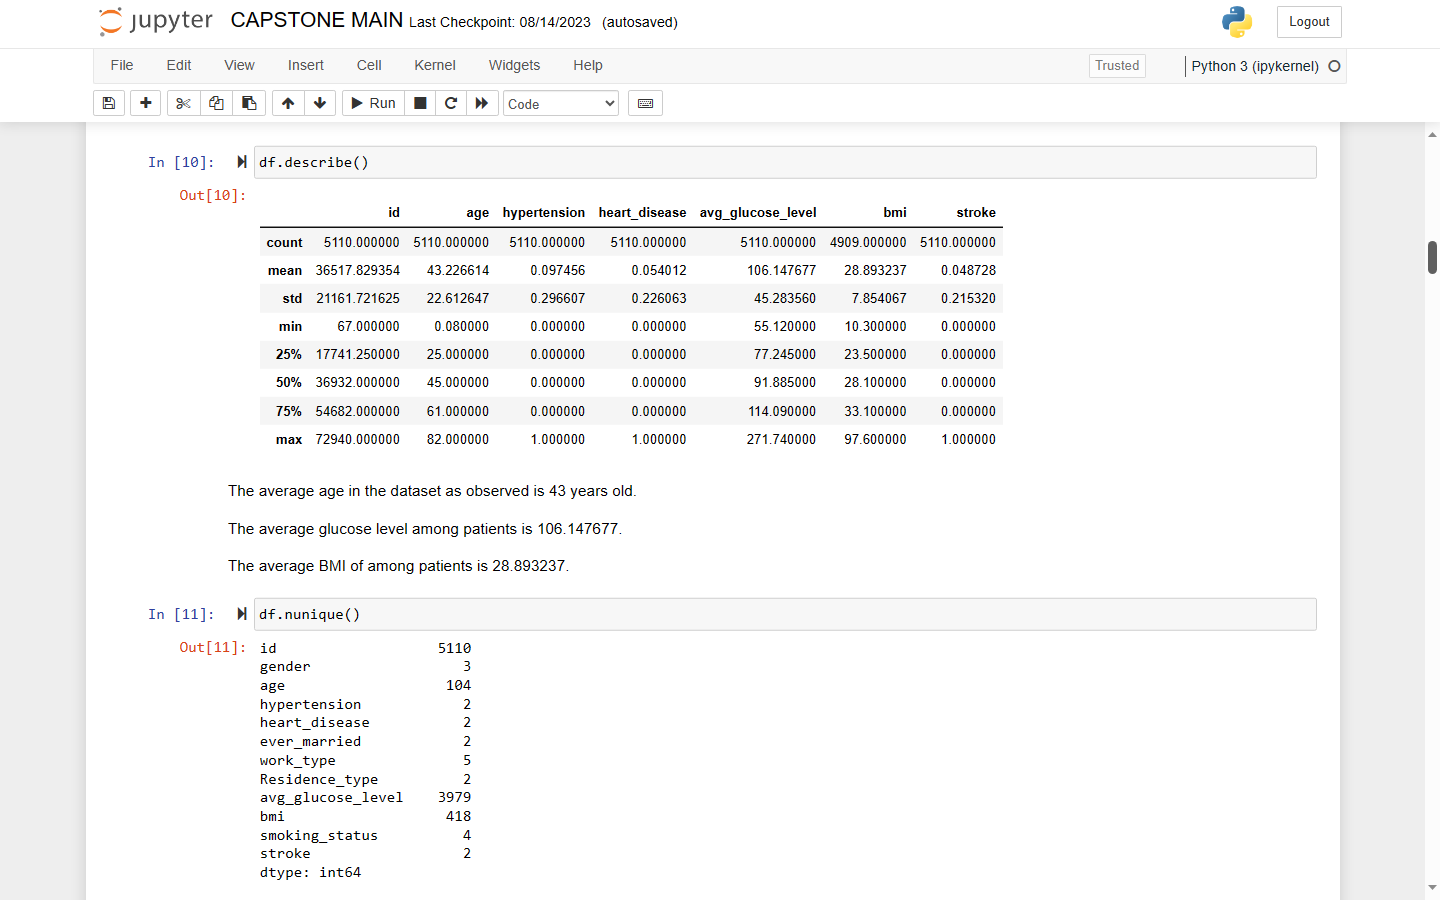 jupyter CAPSTONE MAIN Last Checkpoint: 08/14/2023 (autosaved) Logout
File Edit View Insert Cell Kernel Widgets Help Trusted Python 3 (ipykernel)
Run Code
In [10]: df.describe()
Out[10]:
id age hypertension heart_disease avg_glucose_level bmi stroke
count 5110.000000 5110.000000 5110.000000 5110.000000 5110.000000 4909.000000 5110.000000
mean 36517.829354 43.226614 0.097456 0.054012 106.147677 28.893237 0.048728
std 21161.721625 22.612647 0.296607 0.226063 45.283560 7.854067 0.215320
min 67.000000 0.080000 0.000000 0.000000 55.120000 10.300000 0.000000
25% 17741.250000 25.000000 0.000000 0.000000 77.245000 23.500000 0.000000
50% 36932.000000 45.000000 0.000000 0.000000 91.885000 28.100000 0.000000
75% 54682.000000 61.000000 0.000000 0.000000 114.090000 33.100000 0.000000
max 72940.000000 82.000000 1.000000 1.000000 271.740000 97.600000 1.000000
The average age in the dataset as observed is 43 years old.
The average glucose level among patients is 106.147677.
The average BMI of among patients is 28.893237.
In [11]: df.nunique()
Out[11]: id 5110
gender 3
age 104
hypertension 2
heart_disease 2
ever_married 2
work_type 5
Residence_type 2
avg_glucose_level 3979
bmi 418
smoking_status 4
stroke 2
dtype: int64